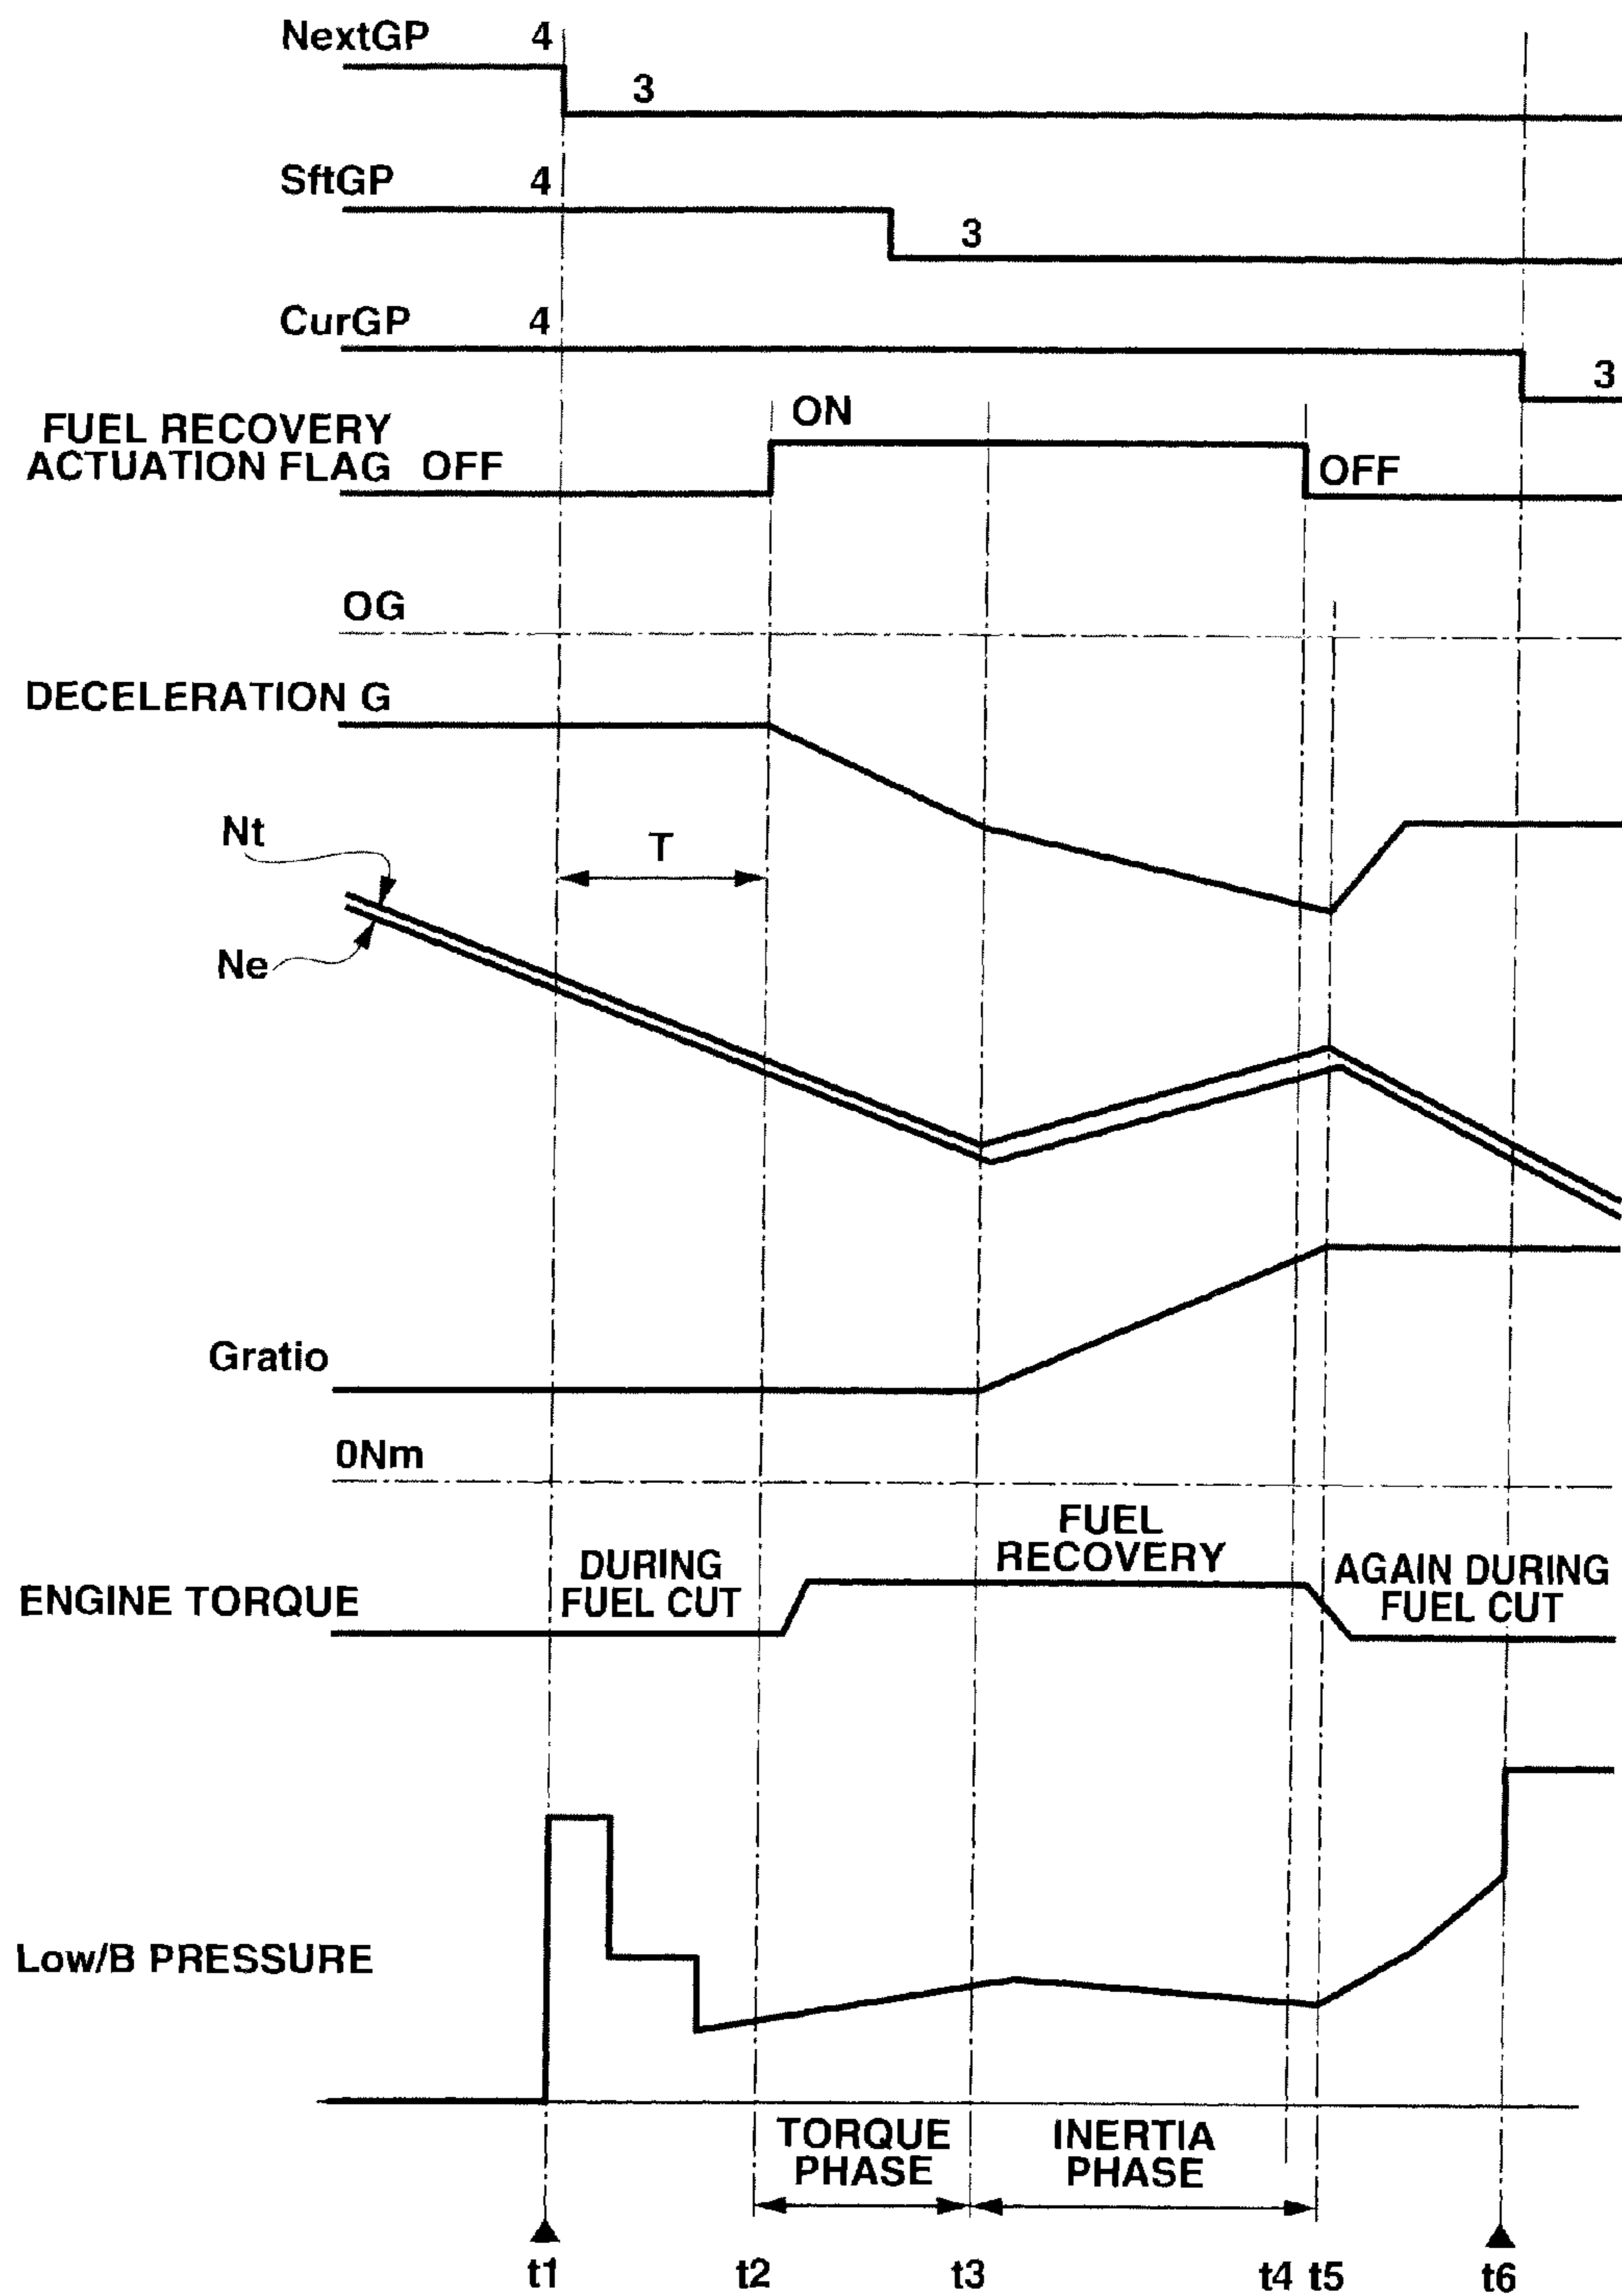 NextGP 4
3
SftGP 4
3
CurGP 4
3
ON
FUEL RECOVERY
ACTUATION FLAG OFF
OFF
OG
DECELERATION G
Nt
T
Ne
Gratio
0Nm
FUEL
RECOVERY
DURING
FUEL CUT
AGAIN DURING
FUEL CUT
ENGINE TORQUE
Low/B PRESSURE
TORQUE
PHASE
INERTIA
PHASE
t1 t2 t3 t4 t5 t6